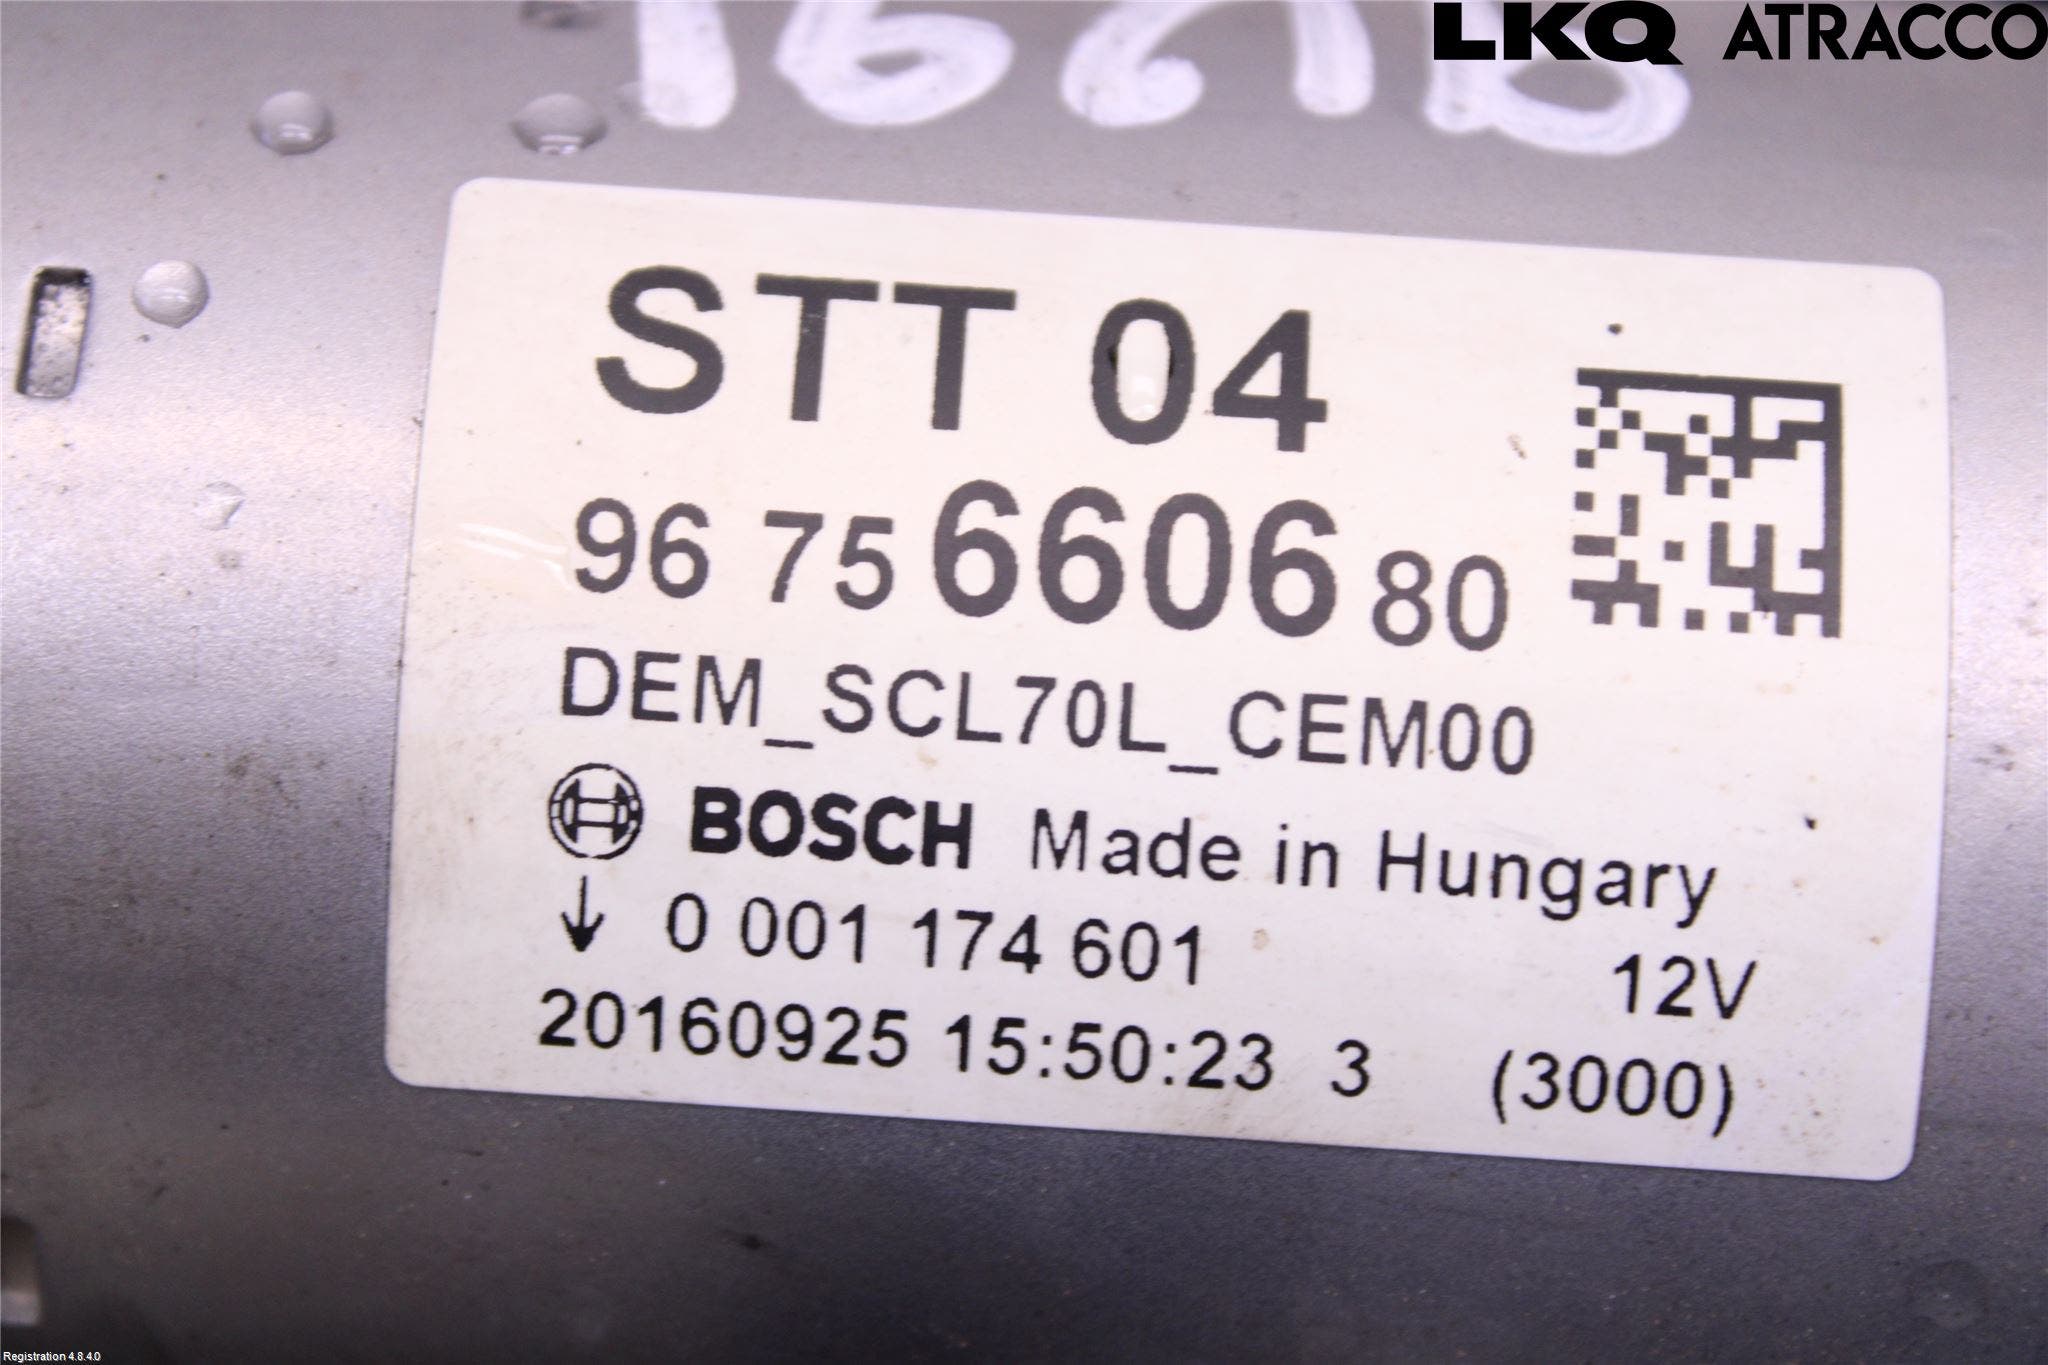 LKQ ATRACCO
STT 04
96 75 6606 80
DEM_SCL70L_CEM00
BOSCH Made in Hungary
↓ 0 001 174 601 12V
20160925 15:50:23 3 (3000)
Registration 4.8.4.0